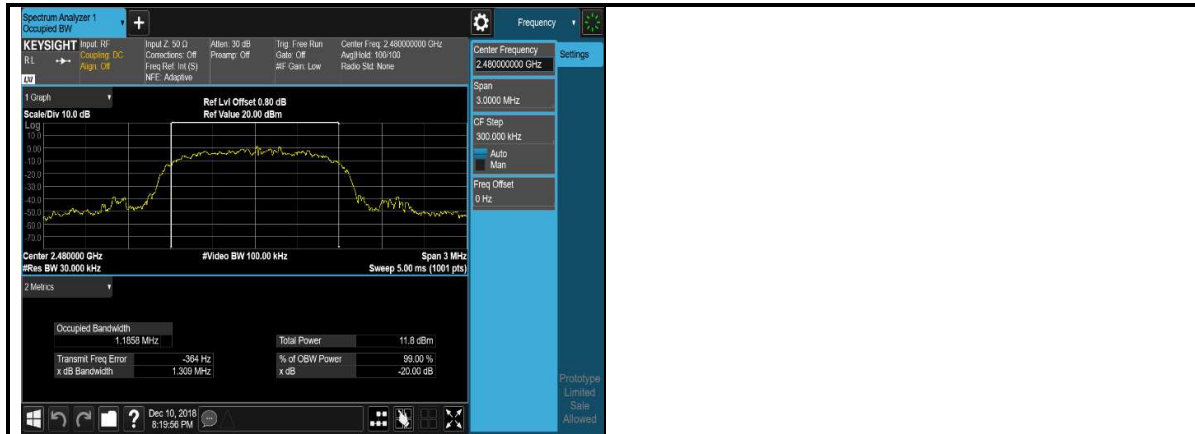 Spectrum Analyzer 1
Occupied BW
+
Frequency
KEYSIGHT
RL
LXI
Input: RF
Coupling: DC
Align: Off
Input Z: 50 Ω
Corrections: Off
Freq Ref: Int (S)
NFE: Adaptive
Atten: 30 dB
Preamp: Off
Trig: Free Run
Gate: Off
#IF Gain: Low
Center Freq: 2.480000000 GHz
Avg|Hold: 100/100
Radio Std: None
Center Frequency
2.480000000 GHz
Settings
Span
3.0000 MHz
CF Step
300.000 kHz
Auto
Man
Freq Offset
0 Hz
1 Graph
Scale/Div 10.0 dB
Ref Lvl Offset 0.80 dB
Ref Value 20.00 dBm
Log
10.0
0.00
-10.0
-20.0
-30.0
-40.0
-50.0
-60.0
-70.0
Center 2.480000 GHz
#Res BW 30.000 kHz
#Video BW 100.00 kHz
Span 3 MHz
Sweep 5.00 ms (1001 pts)
2 Metrics
Occupied Bandwidth
1.1858 MHz
Total Power 11.8 dBm
Transmit Freq Error -364 Hz
% of OBW Power 99.00 %
x dB Bandwidth 1.309 MHz
x dB -20.00 dB
Prototype
Limited
Sale
Allowed
?
Dec 10, 2018
8:19:56 PM